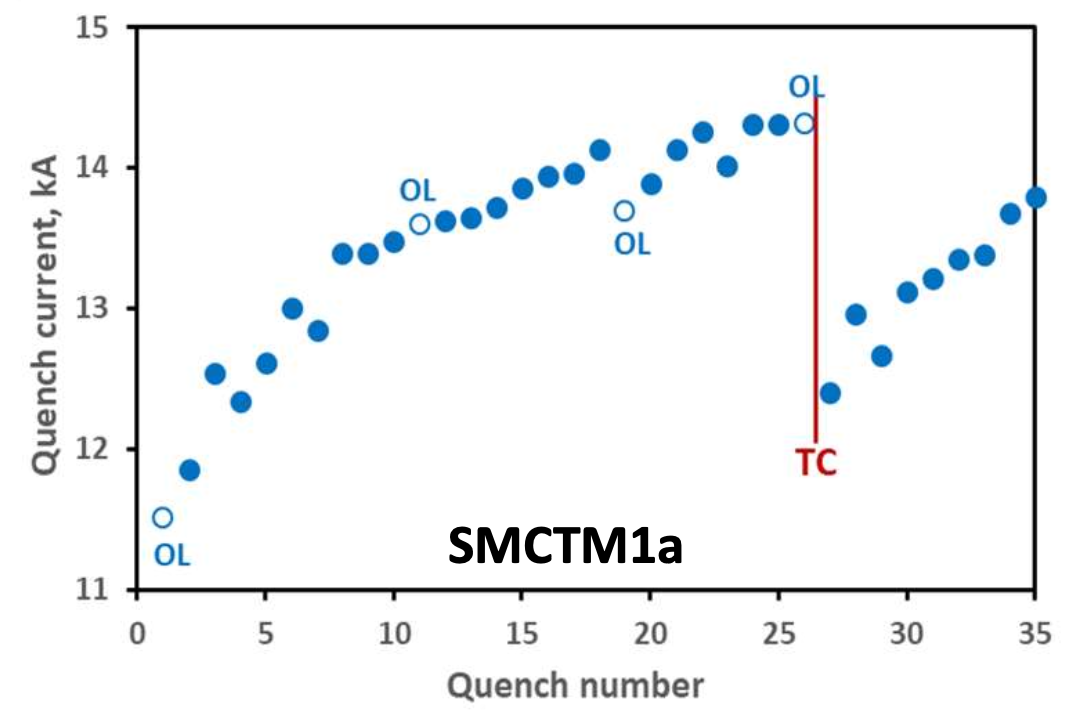 15
14
13
12
11
Quench current, kA
OL
OL
OL
OL
TC
SMCTM1a
0 5 10 15 20 25 30 35
Quench number